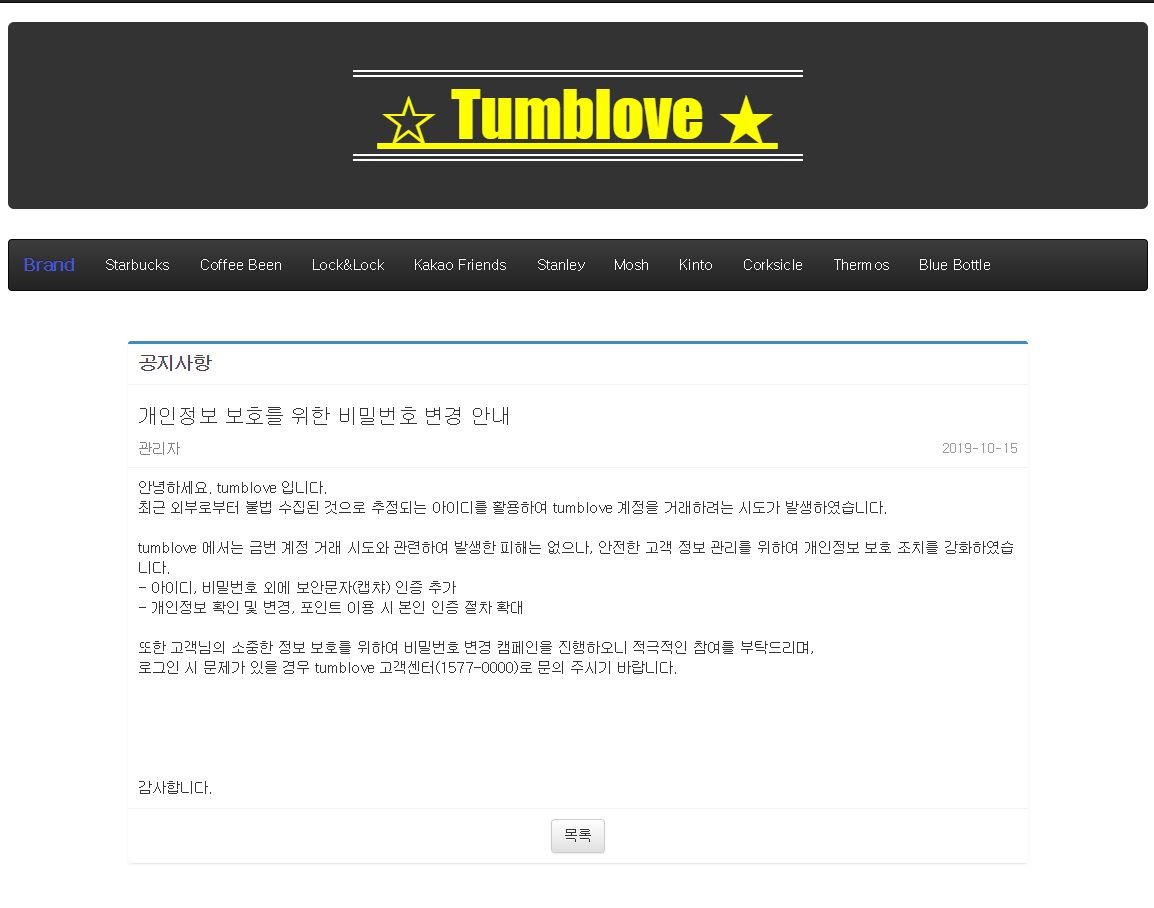 ☆ Tumblove ★
Brand Starbucks Coffee Been Lock&Lock Kakao Friends Stanley Mosh Kinto Corksicle Thermos Blue Bottle
공지사항
개인정보 보호를 위한 비밀번호 변경 안내
관리자 2019-10-15
안녕하세요. tumblove 입니다.
최근 외부로부터 불법 수집된 것으로 추정되는 아이디를 활용하여 tumblove 계정을 거래하려는 시도가 발생하였습니다.
tumblove 에서는 금번 계정 거래 시도와 관련하여 발생한 피해는 없으나, 안전한 고객 정보 관리를 위하여 개인정보 보호 조치를 강화하였습
니다.
- 아이디, 비밀번호 외에 보안문자(캡챠) 인증 추가
- 개인정보 확인 및 변경, 포인트 이용 시 본인 인증 절차 확대
또한 고객님의 소중한 정보 보호를 위하여 비밀번호 변경 캠페인을 진행하오니 적극적인 참여를 부탁드리며,
로그인 시 문제가 있을 경우 tumblove 고객센터(1577-0000)로 문의 주시기 바랍니다.
감사합니다.
목록